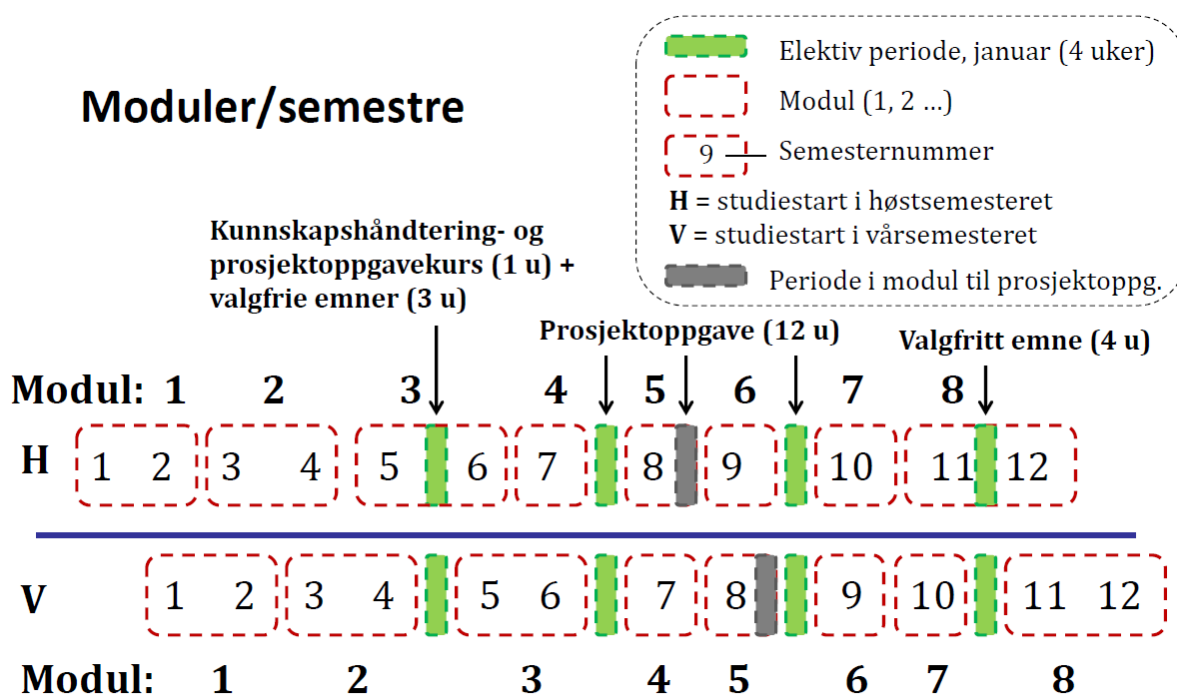 Moduler/semestre
Elektiv periode, januar (4 uker)
Modul (1, 2 ...)
9 Semesternummer
H = studiestart i høstsemesteret
V = studiestart i vårsemesteret
Periode i modul til prosjektoppg.
Kunnskapshåndtering- og
prosjektoppgavekurs (1 u) +
valgfrie emner (3 u)
Prosjektoppgave (12 u)
Valgfritt emne (4 u)
Modul: 1 2 3 4 5 6 7 8
H 1 2 3 4 5 6 7 8 9 10 11 12
V 1 2 3 4 5 6 7 8 9 10 11 12
Modul: 1 2 3 4 5 6 7 8